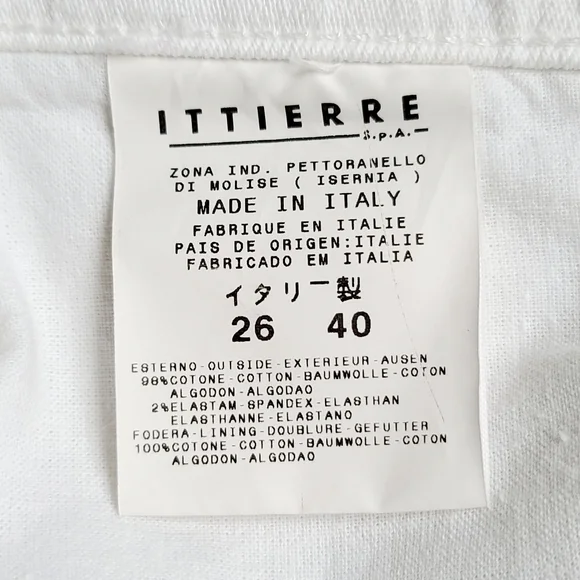 ITTIERRE
S.p.A.
ZONA IND. PETTORANELLO
DI MOLISE ( ISERNIA )
MADE IN ITALY
FABRIQUE EN ITALIE
PAIS DE ORIGEN:ITALIE
FABRICADO EM ITALIA
イタリー製
26 40
ESTERNO-OUTSIDE-EXTERIEUR-AUSEN
98%COTONE-COTTON-BAUMWOLLE-COTON
ALGODON-ALGODAO
2%ELASTAM-SPANDEX-ELASTHAN
ELASTHANNE-ELASTANO
FODERA-LINING-DOUBLURE-GEFUTTER
100%COTONE-COTTON-BAUMWOLLE-COTON
ALGODON-ALGODAO